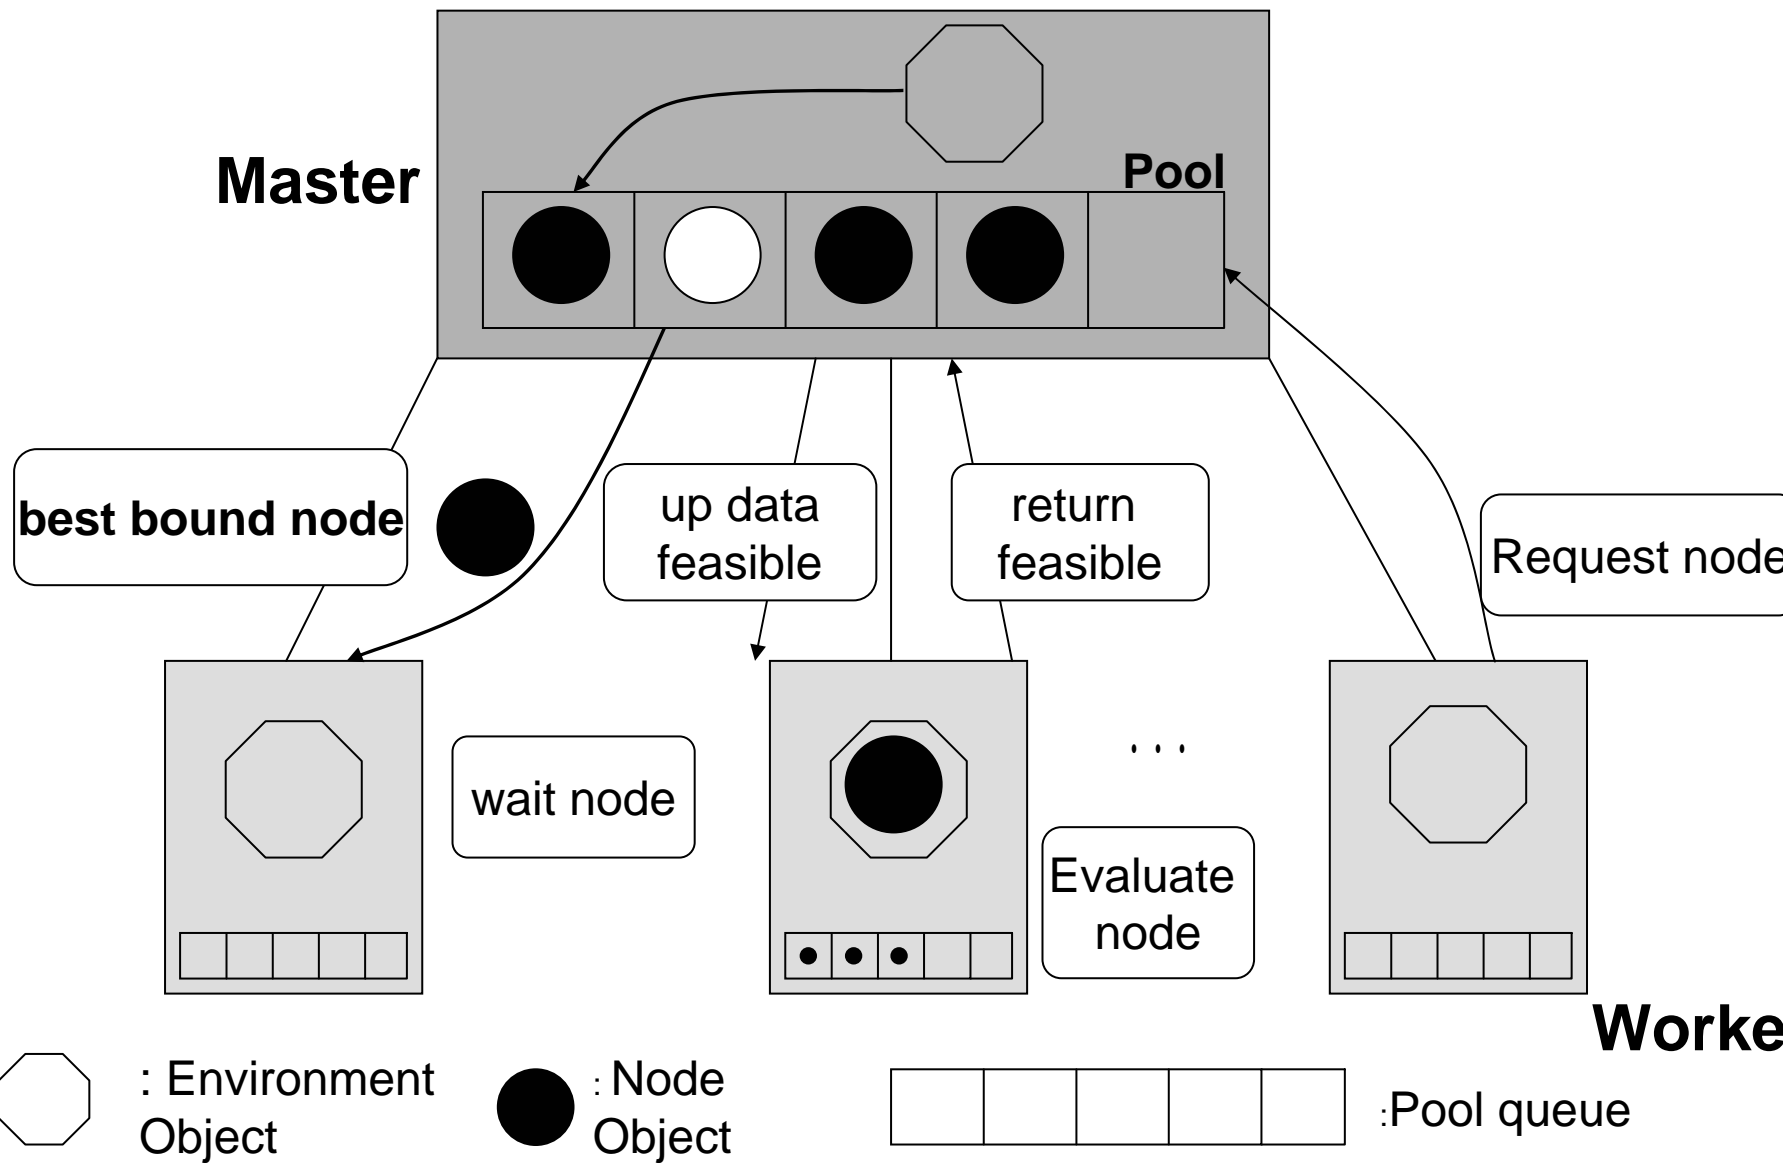 Master
Pool
best bound node
up data
feasible
return
feasible
Request node
wait node
...
Evaluate
node
Worke
: Environment
Object
: Node
Object
:Pool queue